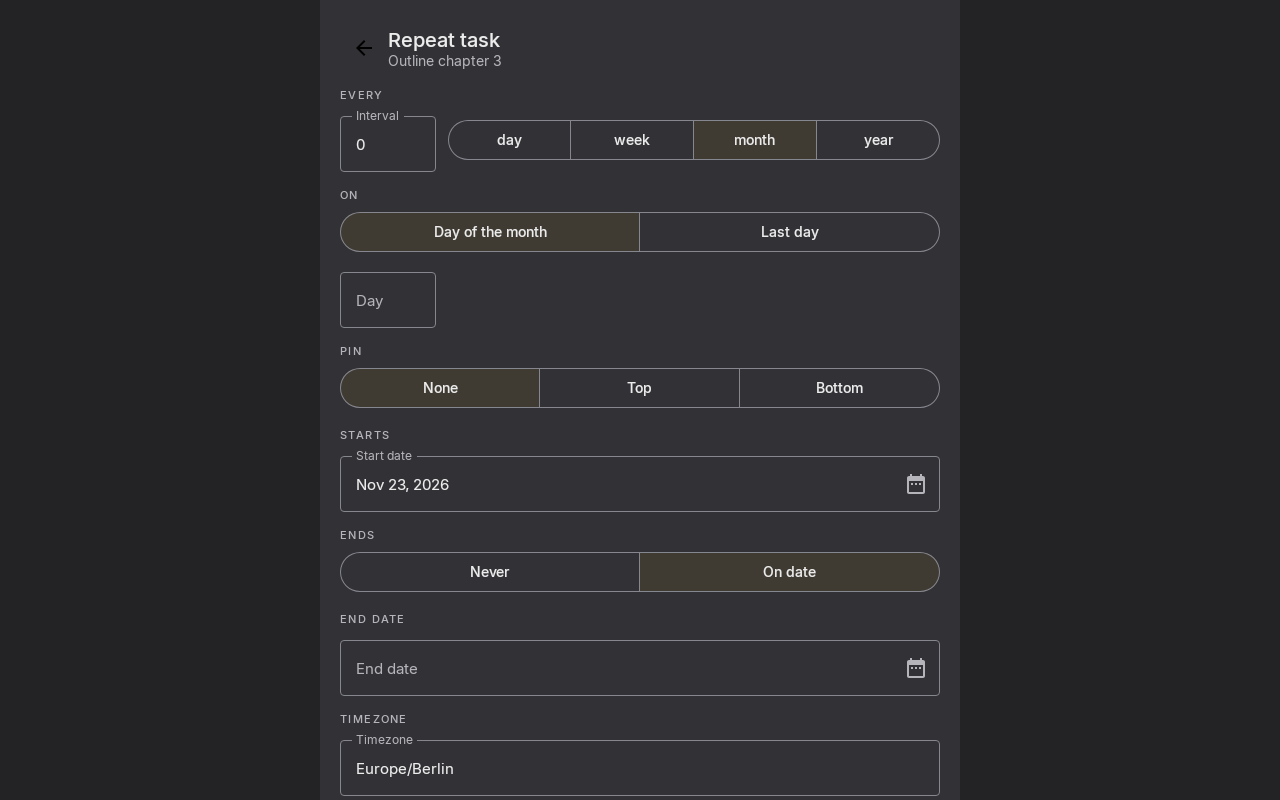 Repeat task
Outline chapter 3
EVERY
Interval
0
day week month year
ON
Day of the month Last day
Day
PIN
None Top Bottom
STARTS
Start date
Nov 23, 2026
ENDS
Never On date
END DATE
End date
TIMEZONE
Timezone
Europe/Berlin